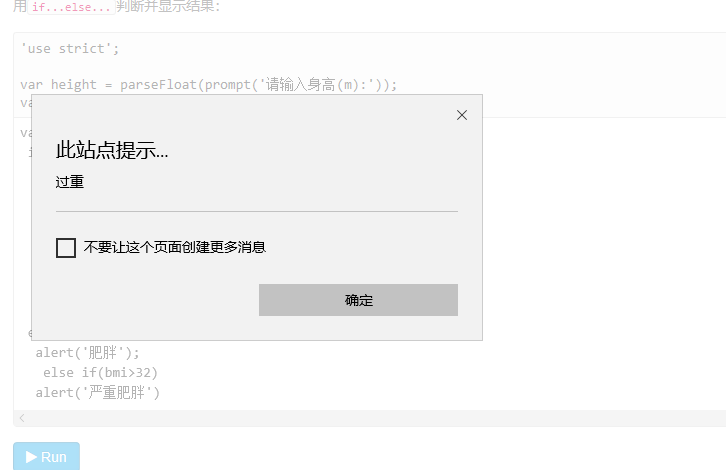 用 if...else... 判断并显示结果:
'use strict';
var height = parseFloat(prompt('请输入身高(m):'));
此站点提示...
过重
不要让这个页面创建更多消息
确定
alert('肥胖');
else if(bmi>32)
alert('严重肥胖')
Run